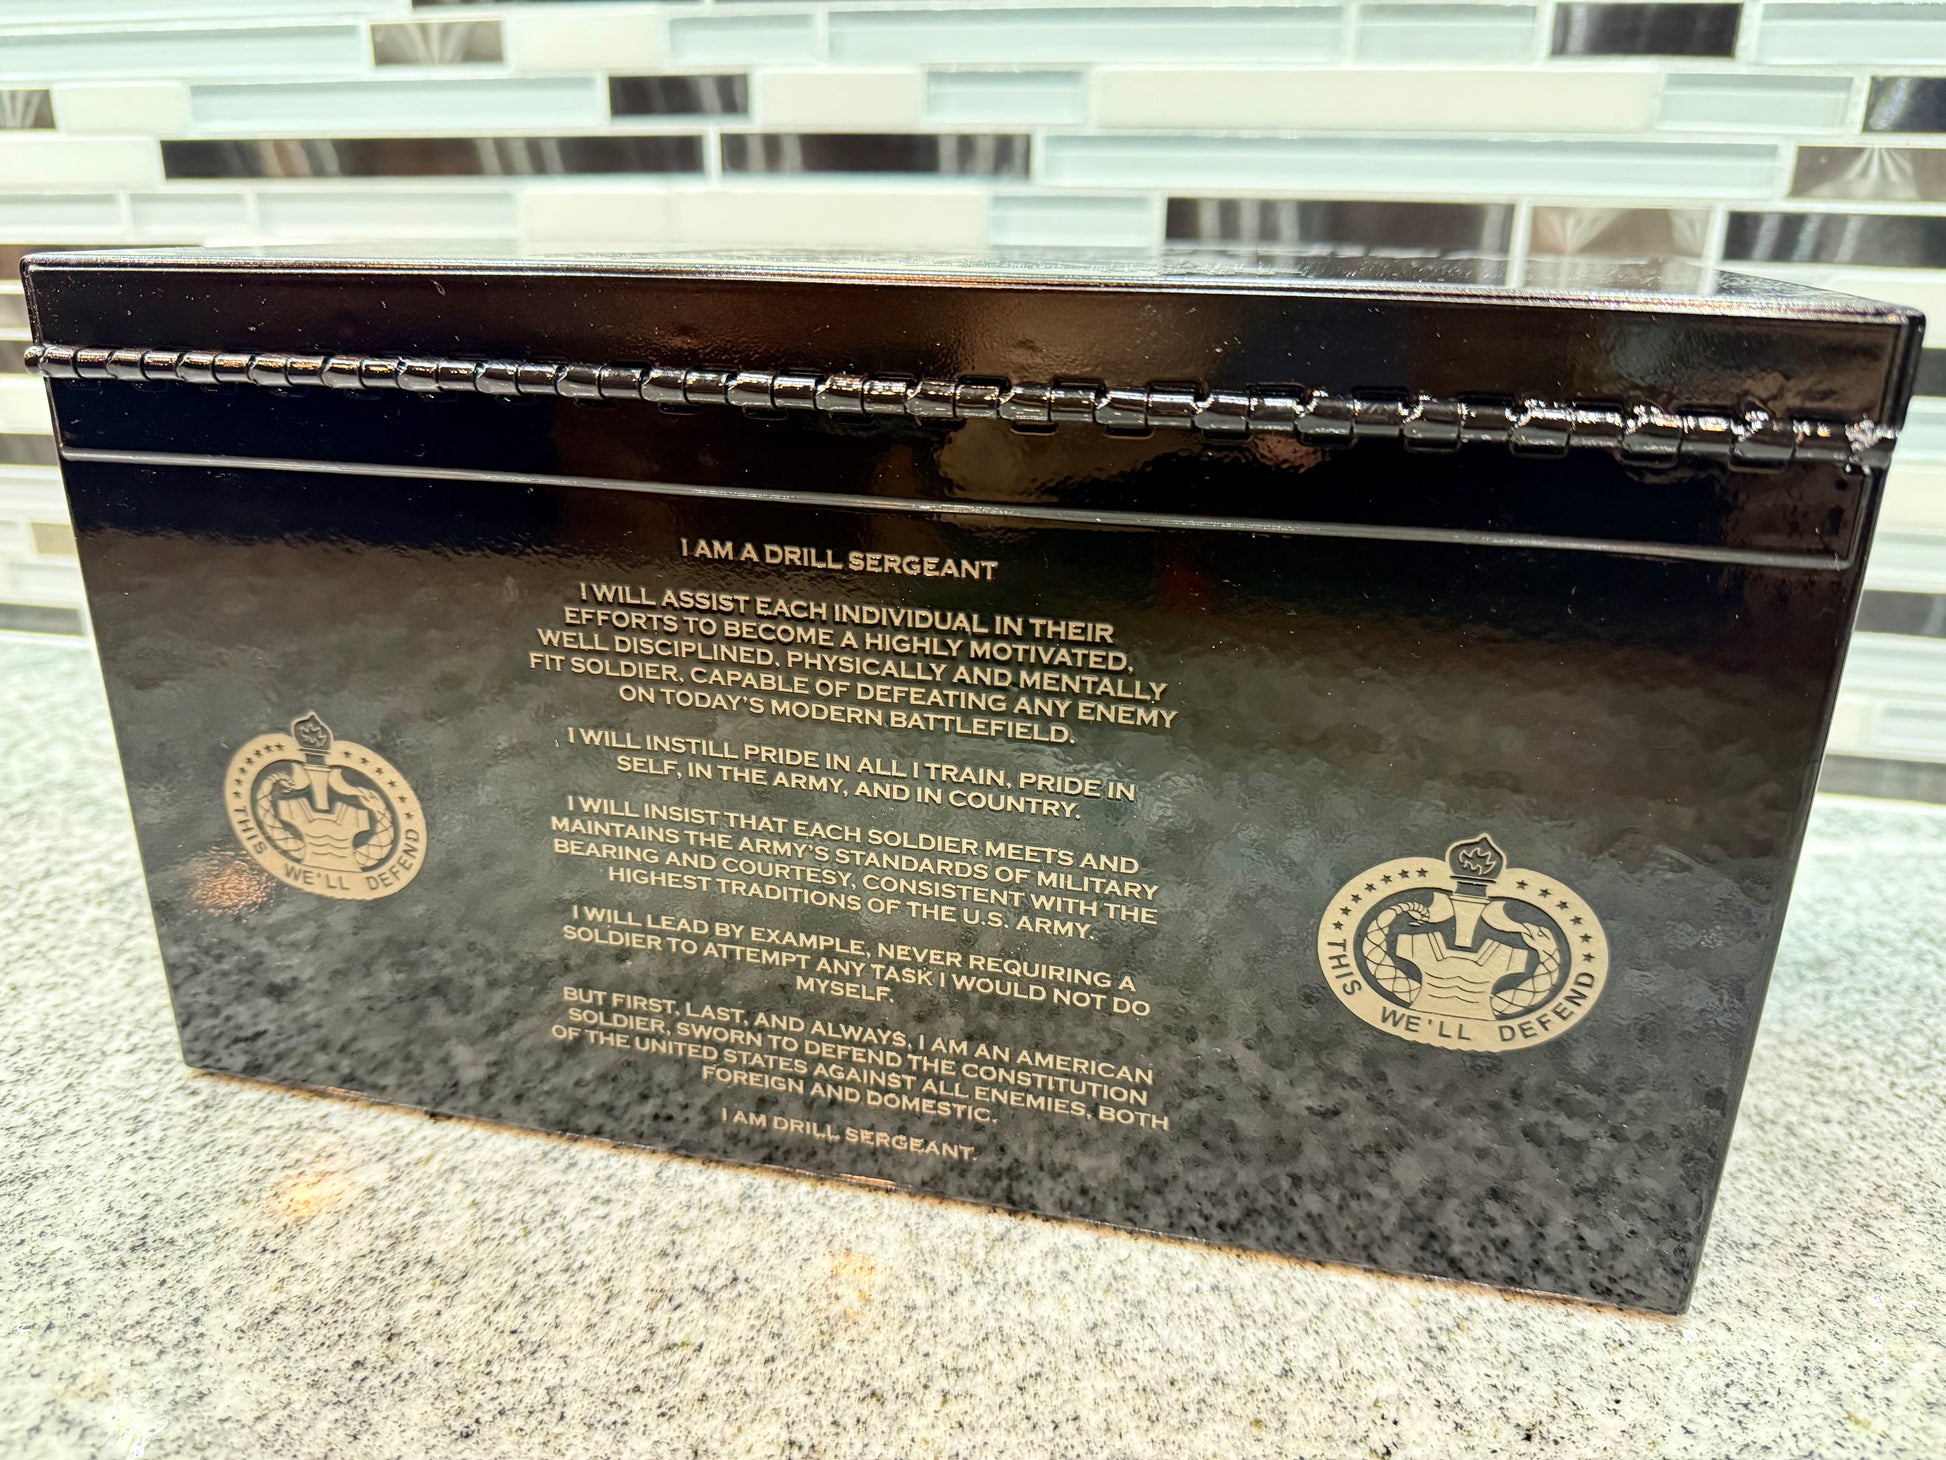 I AM A DRILL SERGEANT
I WILL ASSIST EACH INDIVIDUAL IN THEIR
EFFORTS TO BECOME A HIGHLY MOTIVATED,
WELL DISCIPLINED, PHYSICALLY AND MENTALLY
FIT SOLDIER, CAPABLE OF DEFEATING ANY ENEMY
ON TODAY'S MODERN BATTLEFIELD.
I WILL INSTILL PRIDE IN ALL I TRAIN, PRIDE IN
SELF, IN THE ARMY, AND IN COUNTRY.
I WILL INSIST THAT EACH SOLDIER MEETS AND
MAINTAINS THE ARMY'S STANDARDS OF MILITARY
BEARING AND COURTESY, CONSISTENT WITH THE
HIGHEST TRADITIONS OF THE U.S. ARMY.
I WILL LEAD BY EXAMPLE, NEVER REQUIRING A
SOLDIER TO ATTEMPT ANY TASK I WOULD NOT DO
MYSELF.
BUT FIRST, LAST, AND ALWAYS, I AM AN AMERICAN
SOLDIER, SWORN TO DEFEND THE CONSTITUTION
OF THE UNITED STATES AGAINST ALL ENEMIES, BOTH
FOREIGN AND DOMESTIC.
I AM DRILL SERGEANT.
THIS WE'LL DEFEND
THIS WE'LL DEFEND